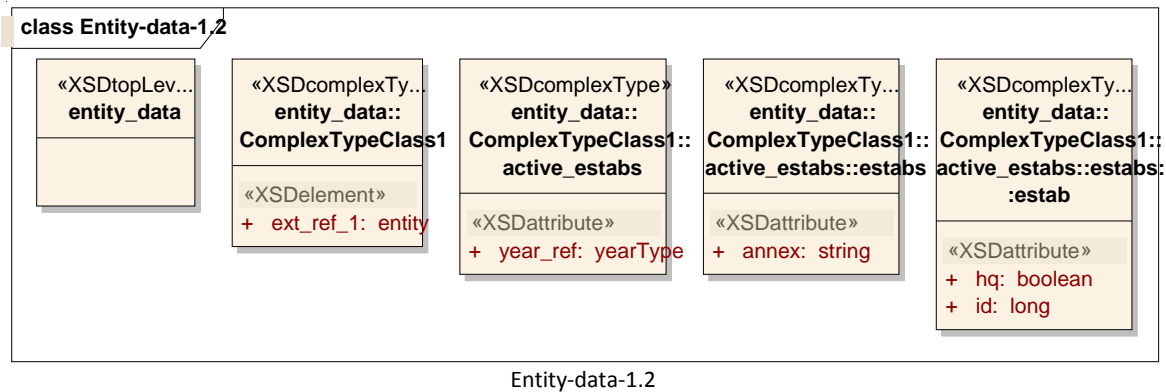 class Entity-data-1.2
«XSDtopLev...
entity_data
«XSDcomplexTy...
entity_data::
ComplexTypeClass1
«XSDelement»
+ ext_ref_1: entity
«XSDcomplexType»
entity_data::
ComplexTypeClass1::
active_estabs
«XSDattribute»
+ year_ref: yearType
«XSDcomplexTy...
entity_data::
ComplexTypeClass1::
active_estabs::estabs
«XSDattribute»
+ annex: string
«XSDcomplexTy...
entity_data::
ComplexTypeClass1::
active_estabs::estabs:
:estab
«XSDattribute»
+ hq: boolean
+ id: long
Entity-data-1.2